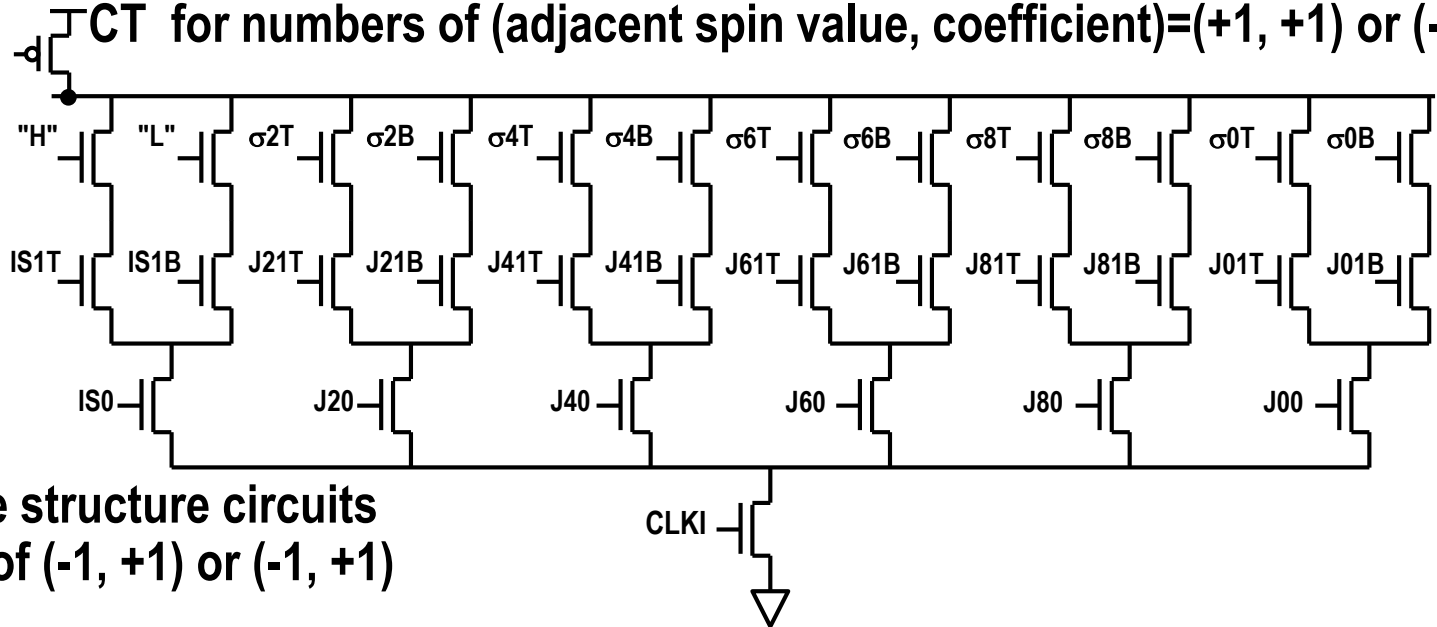 CT for numbers of (adjacent spin value, coefficient)=(+1, +1) or (-
"H" "L" σ2T σ2B σ4T σ4B σ6T σ6B σ8T σ8B σ0T σ0B
IS1T IS1B J21T J21B J41T J41B J61T J61B J81T J81B J01T J01B
IS0 J20 J40 J60 J80 J00
e structure circuits
CLKI
of (-1, +1) or (-1, +1)